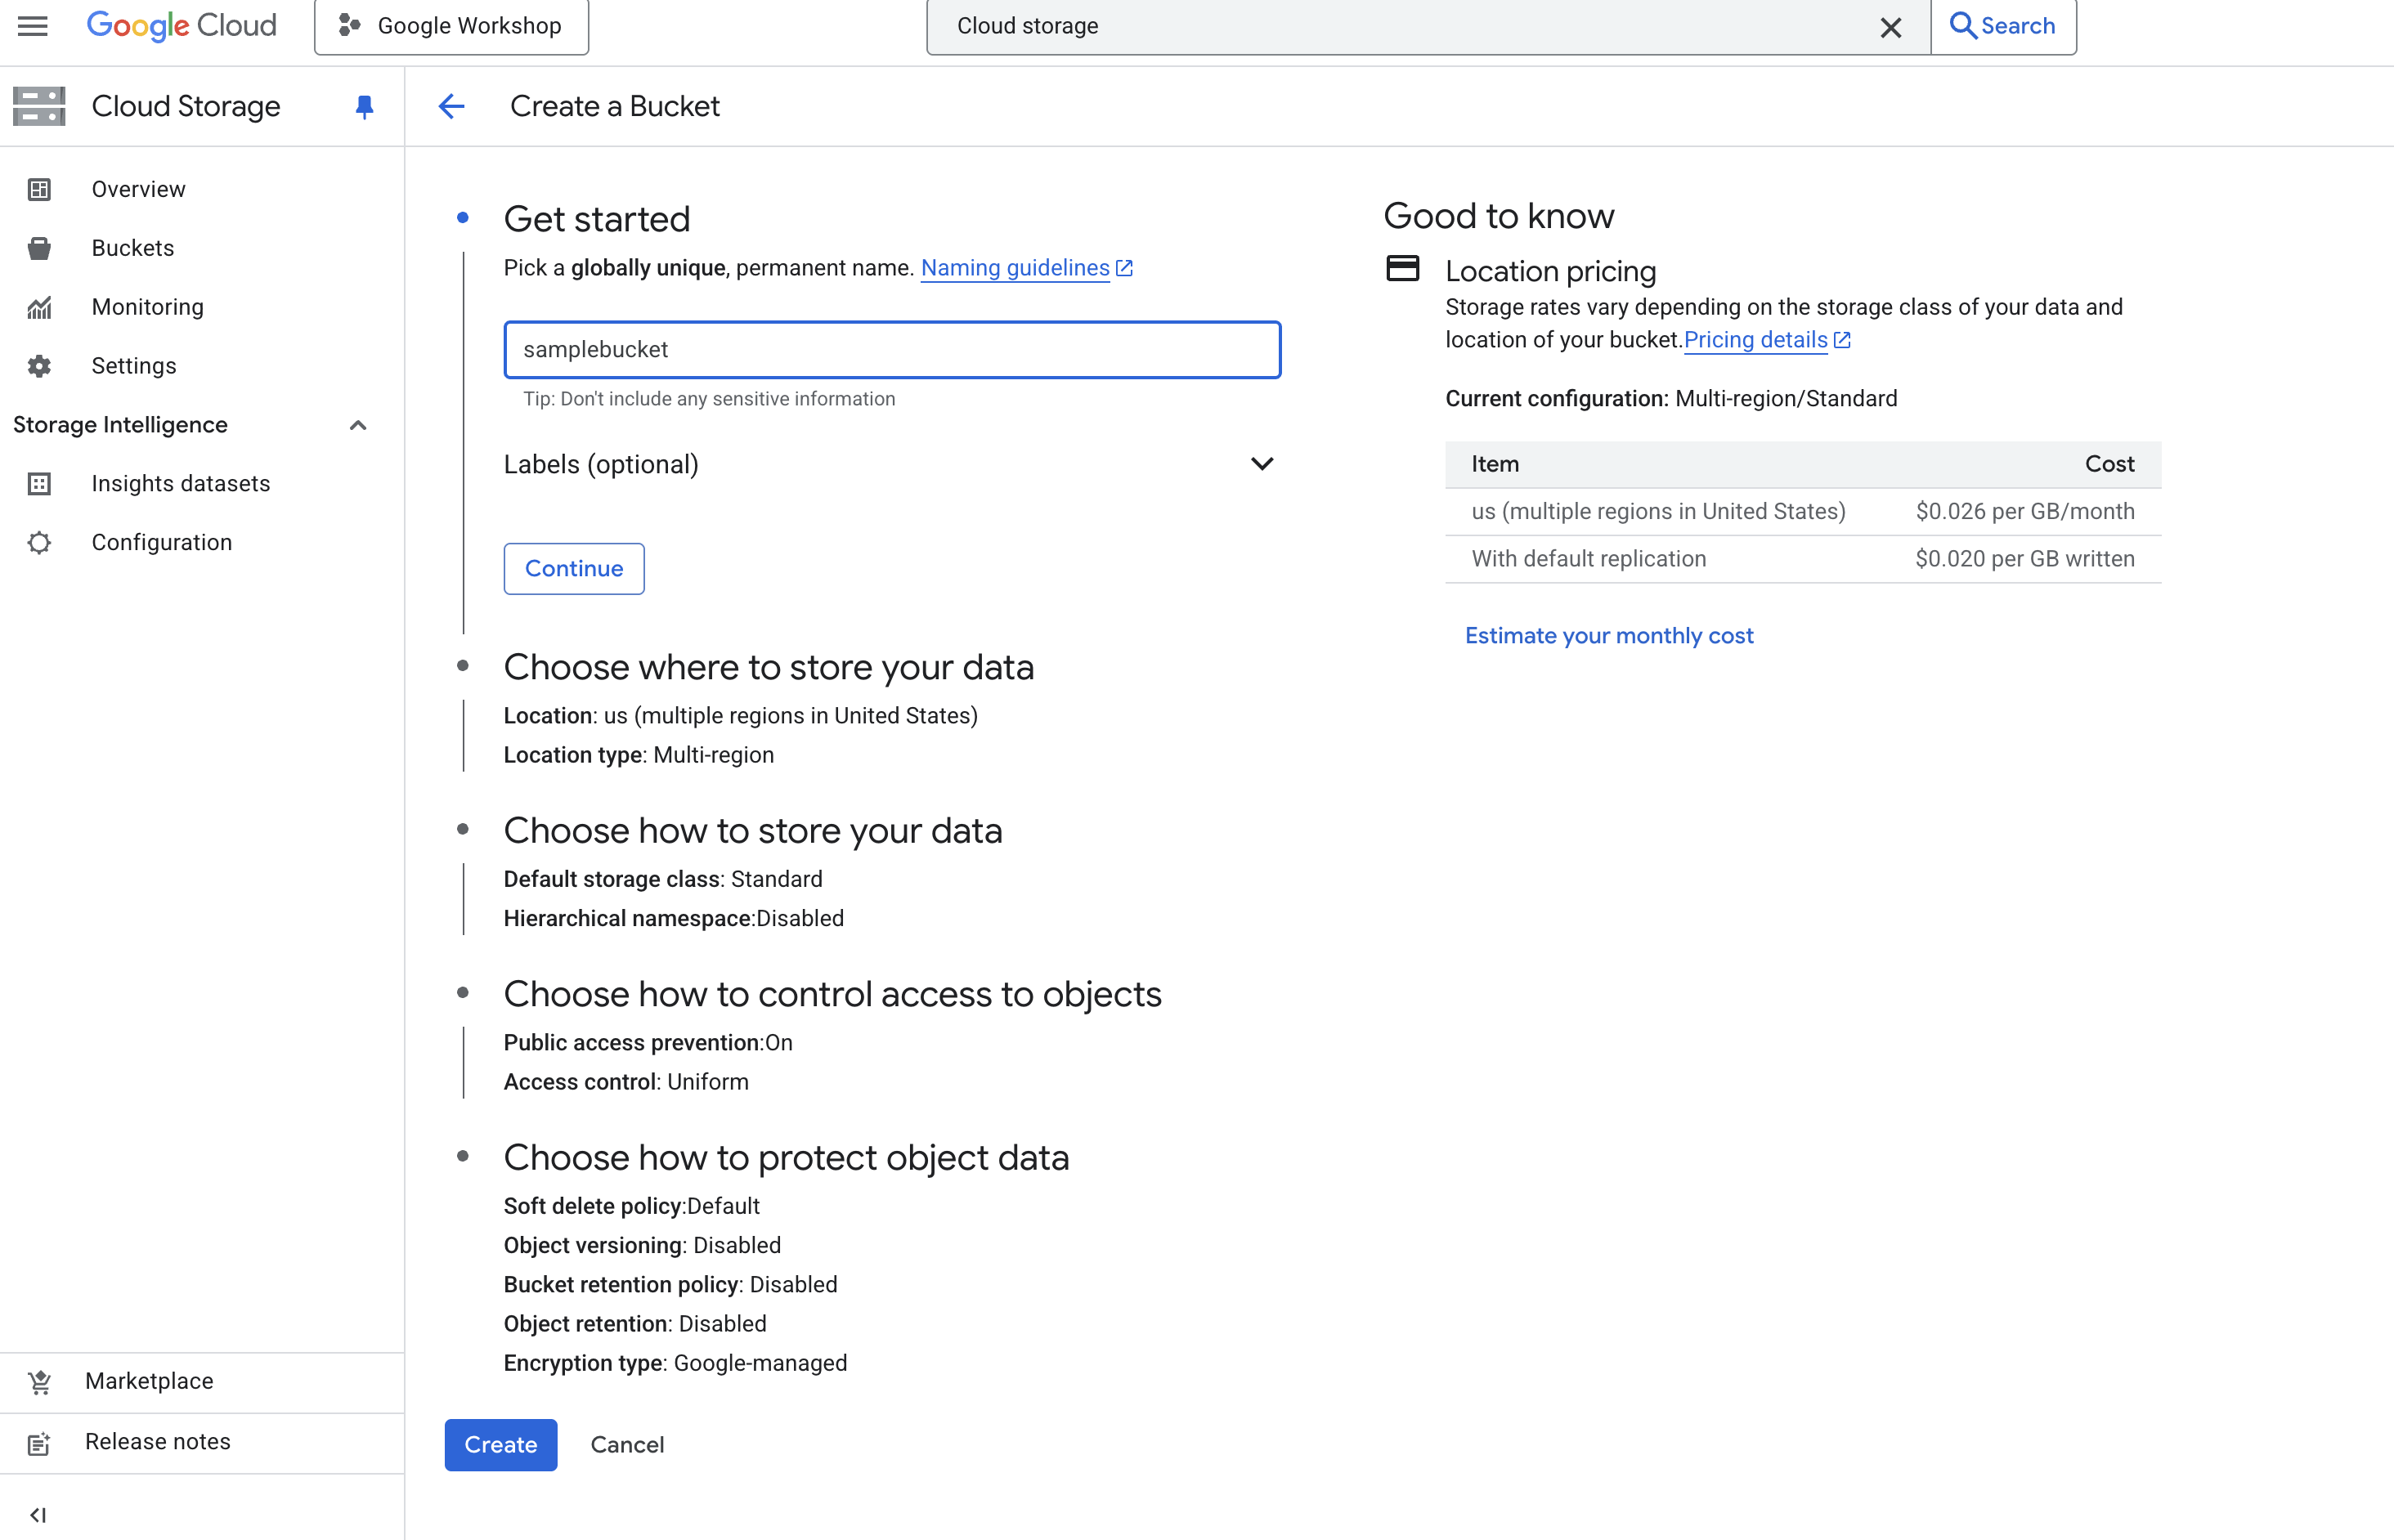 Google Cloud
Google Workshop
Cloud storage
Search
Cloud Storage
Create a Bucket
Overview
Buckets
Monitoring
Settings
Storage Intelligence
Insights datasets
Configuration
Marketplace
Release notes
Get started
Pick a globally unique, permanent name. Naming guidelines
samplebucket
Tip: Don't include any sensitive information
Labels (optional)
Continue
Choose where to store your data
Location: us (multiple regions in United States)
Location type: Multi-region
Choose how to store your data
Default storage class: Standard
Hierarchical namespace:Disabled
Choose how to control access to objects
Public access prevention:On
Access control: Uniform
Choose how to protect object data
Soft delete policy:Default
Object versioning: Disabled
Bucket retention policy: Disabled
Object retention: Disabled
Encryption type: Google-managed
Create Cancel
Good to know
Location pricing
Storage rates vary depending on the storage class of your data and
location of your bucket.Pricing details
Current configuration: Multi-region/Standard
Item Cost
us (multiple regions in United States) $0.026 per GB/month
With default replication $0.020 per GB written
Estimate your monthly cost